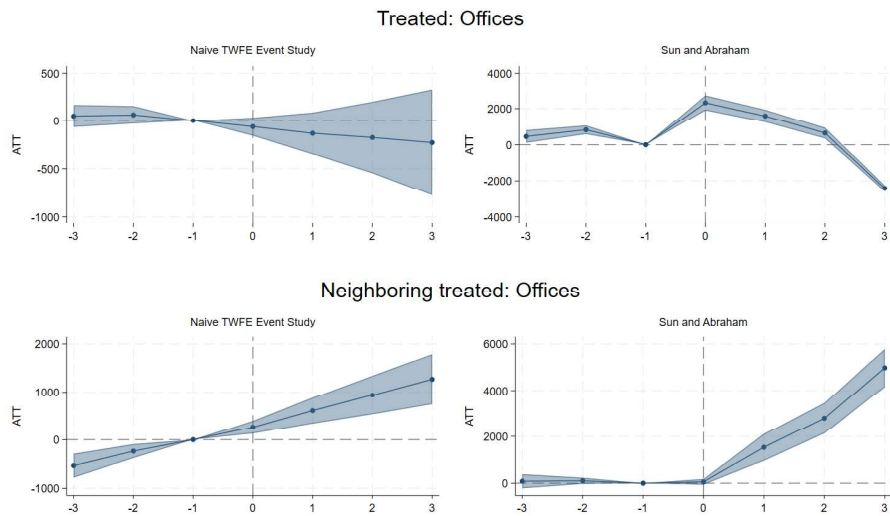 Treated: Offices
Naive TWFE Event Study
Sun and Abraham
ATT
500
0
-500
-1000
-3 -2 -1 0 1 2 3
ATT
4000
2000
0
-2000
-4000
-3 -2 -1 0 1 2 3
Neighboring treated: Offices
Naive TWFE Event Study
Sun and Abraham
ATT
2000
1000
0
-1000
-3 -2 -1 0 1 2 3
ATT
6000
4000
2000
0
-3 -2 -1 0 1 2 3